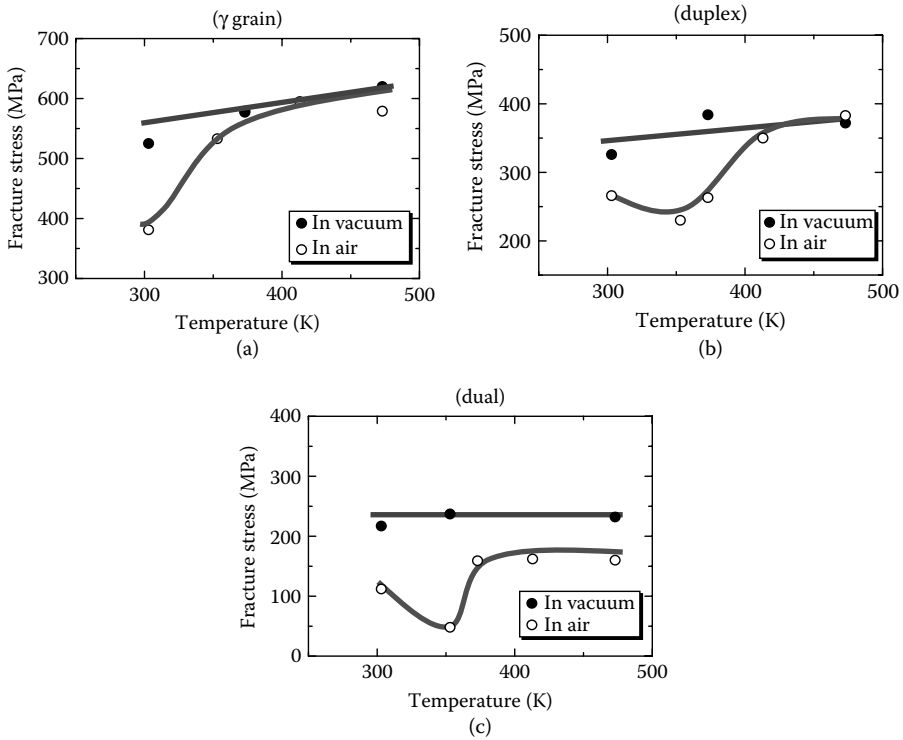 (γ grain)
Fracture stress (MPa)
700
600
500
400
300
In vacuum
In air
300
400
500
Temperature (K)
(a)
(duplex)
Fracture stress (MPa)
500
400
300
200
In vacuum
In air
300
400
500
Temperature (K)
(b)
(dual)
Fracture stress (MPa)
400
300
200
100
0
In vacuum
In air
300
400
500
Temperature (K)
(c)